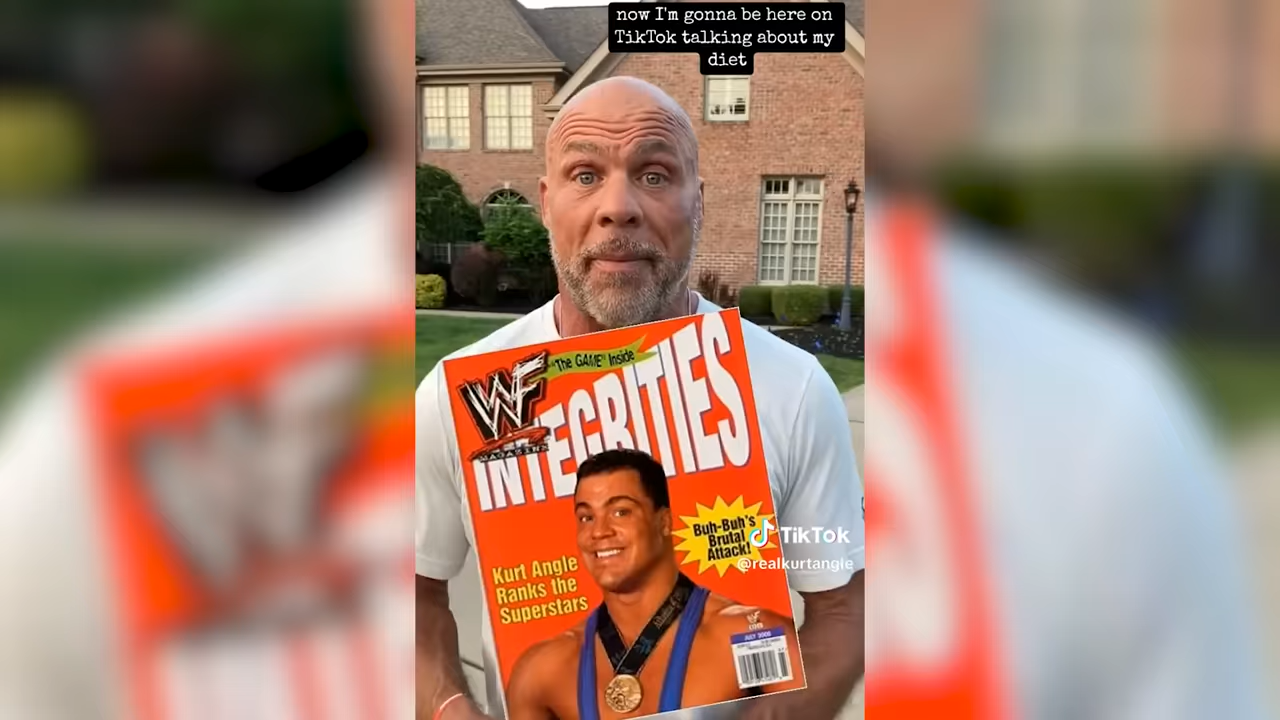 now I'm gonna be here on
TikTok talking about my
diet
"The GAME" Inside
WF
MAGAZINE
INTEGRITIES
Buh-Buh's
Brutal
Attack!
TikTok
@realkurtangle
Kurt Angle
Ranks the
Superstars
JULY 2000